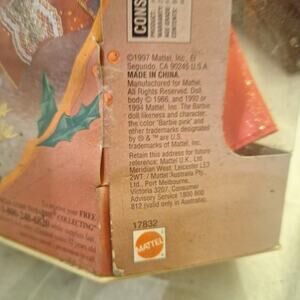 CONS
©1997 Mattel, Inc. El
Segundo, CA 90245 U.S.A.
MADE IN CHINA.
Manufactured for Mattel.
All Rights Reserved. Doll
body © 1966, and 1992 or
1994 Mattel Inc. The Barbie
doll likeness and character,
the color "Barbie pink" and
other trademarks designated
by ® & ™ are U.S.
trademarks of Mattel, Inc.
Retain this address for future
reference: Mattel U.K., Ltd.
Meridian West, Leicester LE3
2WT. / Mattel Australia Pty.
Ltd., Port Melbourne,
Victoria 3207, Consumer
Advisory Service 1800 800
812 (valid only in Australia).
17832
MATTEL
your FREE
COLLECTING